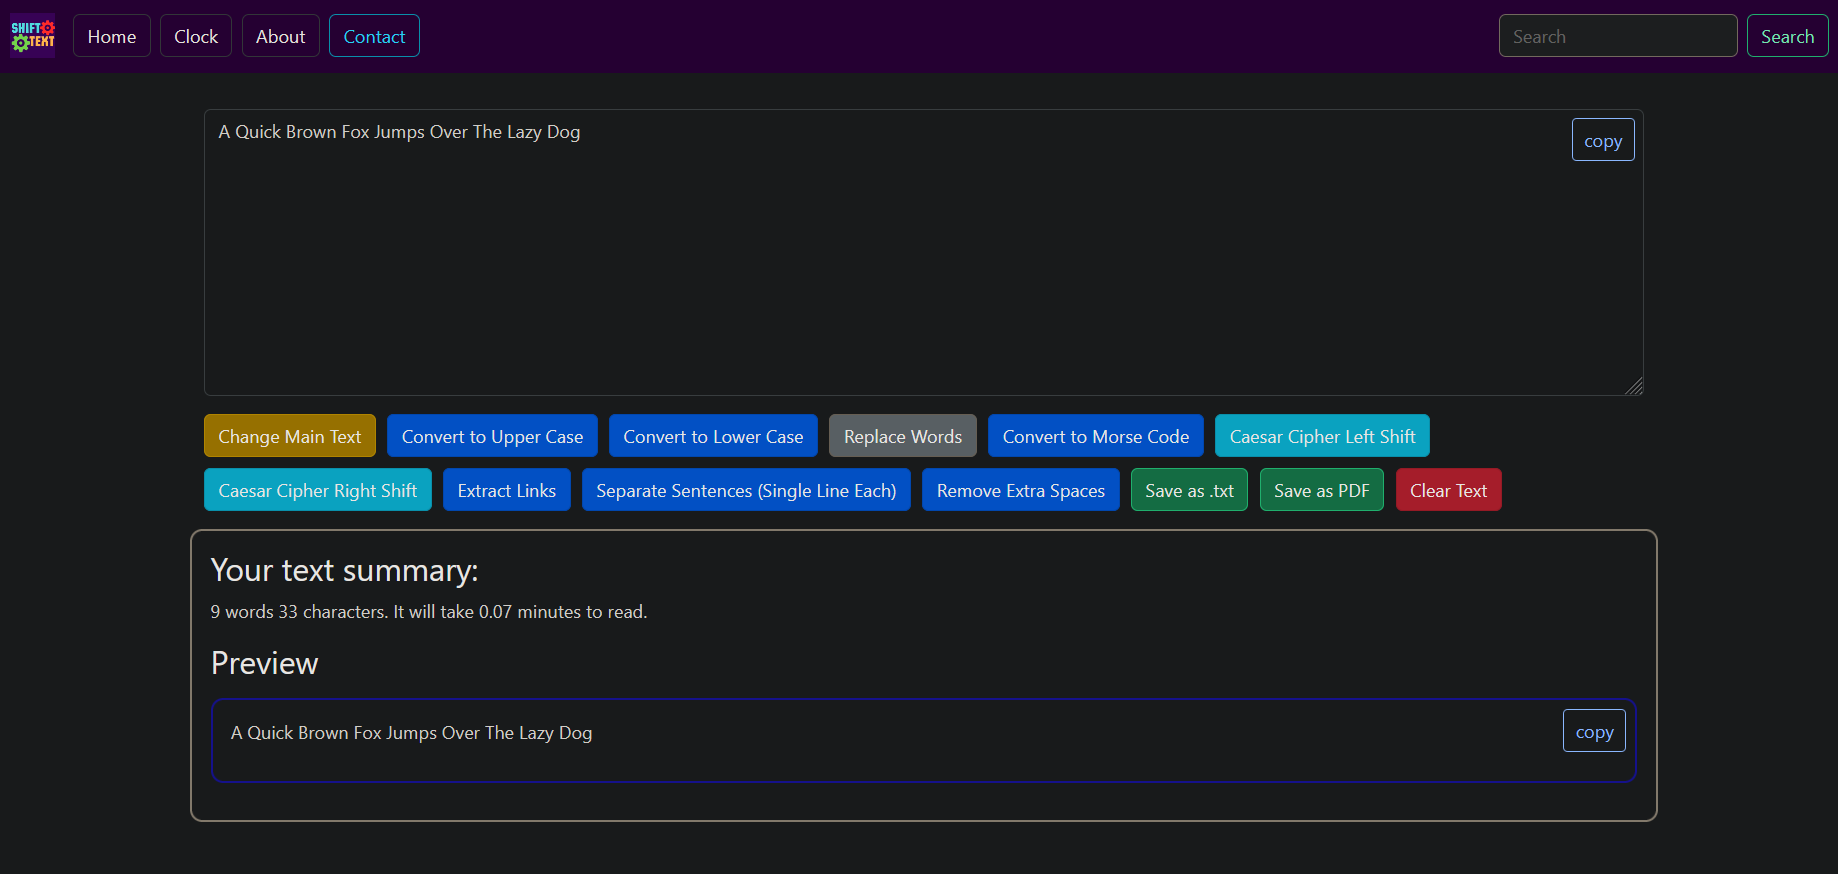 SHIFT TEXT Home Clock About Contact Search Search
A Quick Brown Fox Jumps Over The Lazy Dog copy
Change Main Text Convert to Upper Case Convert to Lower Case Replace Words Convert to Morse Code Caesar Cipher Left Shift
Caesar Cipher Right Shift Extract Links Separate Sentences (Single Line Each) Remove Extra Spaces Save as .txt Save as PDF Clear Text
Your text summary:
9 words 33 characters. It will take 0.07 minutes to read.
Preview
A Quick Brown Fox Jumps Over The Lazy Dog copy